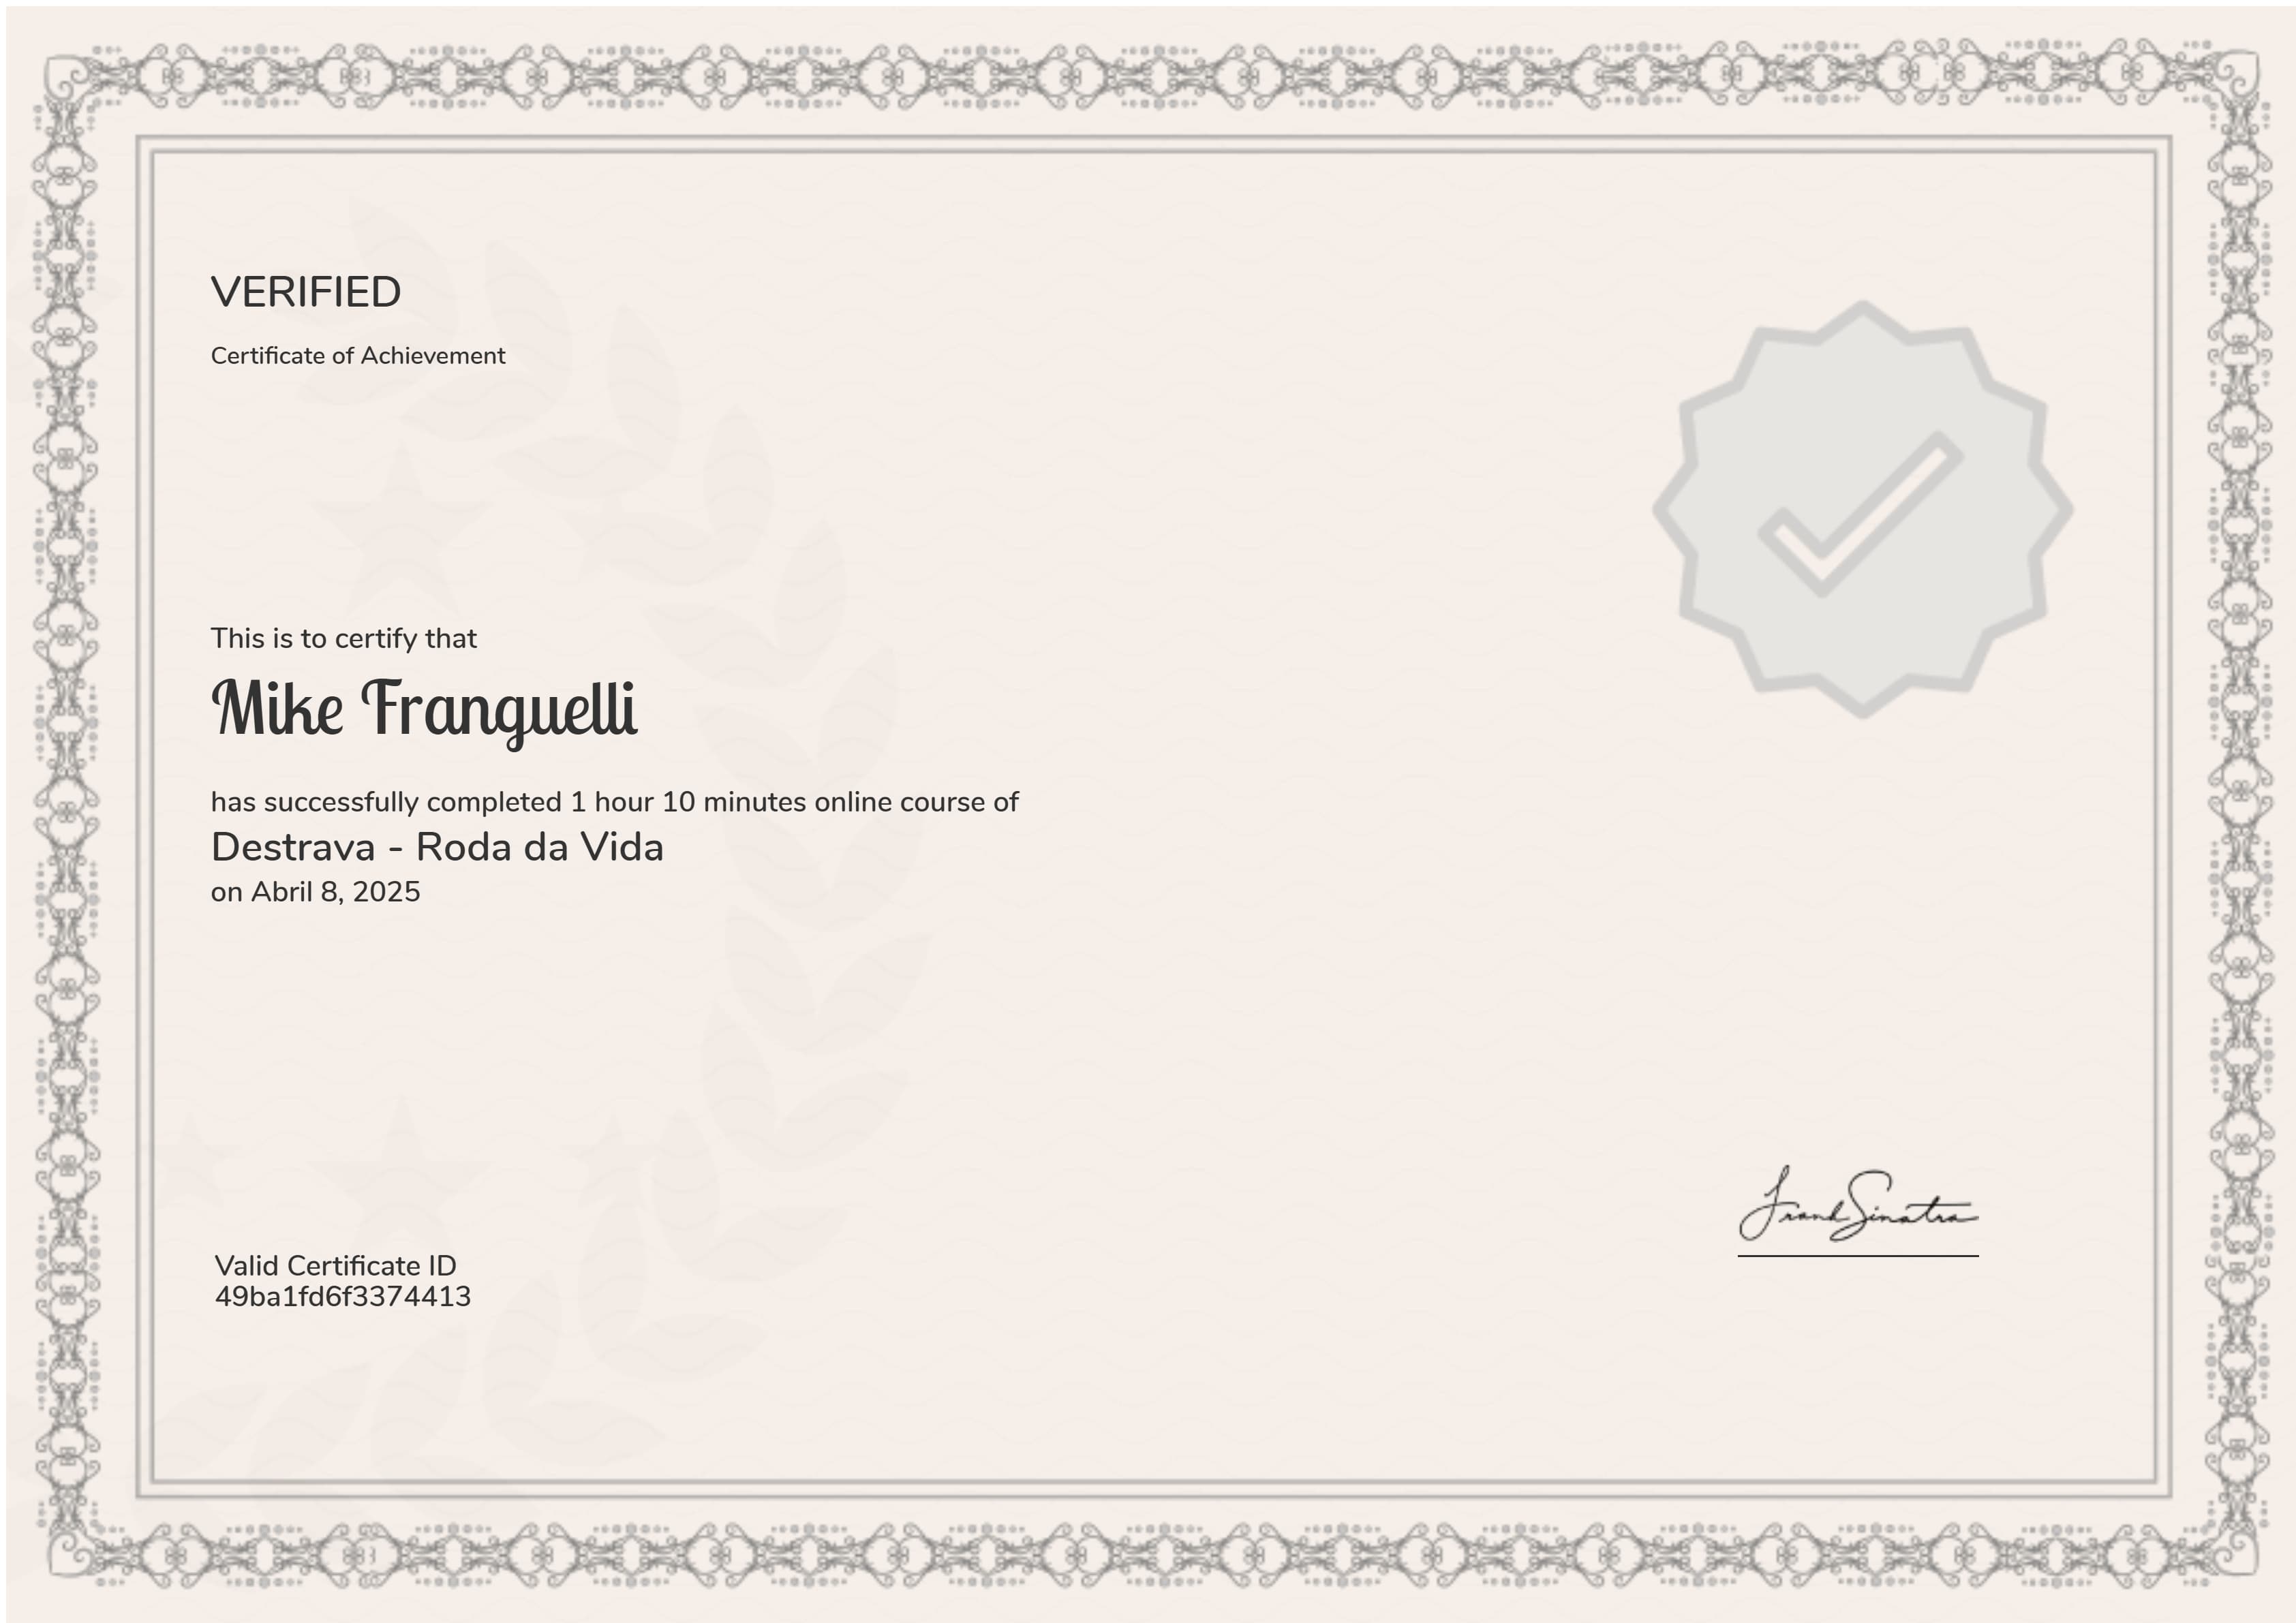 VERIFIED
Certificate of Achievement
This is to certify that
Mike Franguelli
has successfully completed 1 hour 10 minutes online course of
Destrava - Roda da Vida
on Abril 8, 2025
Frank Sinatra
Valid Certificate ID
49ba1fd6f3374413